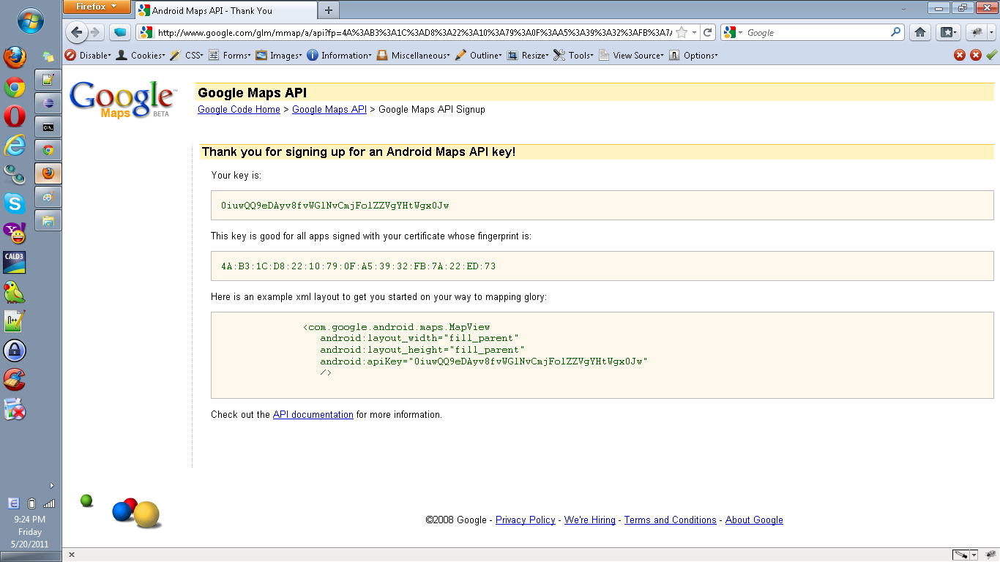 Firefox
Android Maps API - Thank You
http://www.google.com/glm/mmap/a/api?fp=4A%3AB3%3A1C%3AD8%3A22%3A10%3A79%3A0F%3AA5%3A39%3A32%3AFB%3A7A
Google
Disable Cookies CSS Forms Images Information Miscellaneous Outline Resize Tools View Source Options
Google Maps BETA
Google Maps API
Google Code Home > Google Maps API > Google Maps API Signup
Thank you for signing up for an Android Maps API key!
Your key is:
0iuwQQ9eDAyv8fvWGlNvCmjFolZZVgYHtWgx0Jw
This key is good for all apps signed with your certificate whose fingerprint is:
4A:B3:1C:D8:22:10:79:0F:A5:39:32:FB:7A:22:ED:73
Here is an example xml layout to get you started on your way to mapping glory:
<com.google.android.maps.MapView
android:layout_width="fill_parent"
android:layout_height="fill_parent"
android:apiKey="0iuwQQ9eDAyv8fvWGlNvCmjFolZZVgYHtWgx0Jw"
/>
Check out the API documentation for more information.
©2008 Google - Privacy Policy - We're Hiring - Terms and Conditions - About Google
CALD3
9:24 PM
Friday
5/20/2011